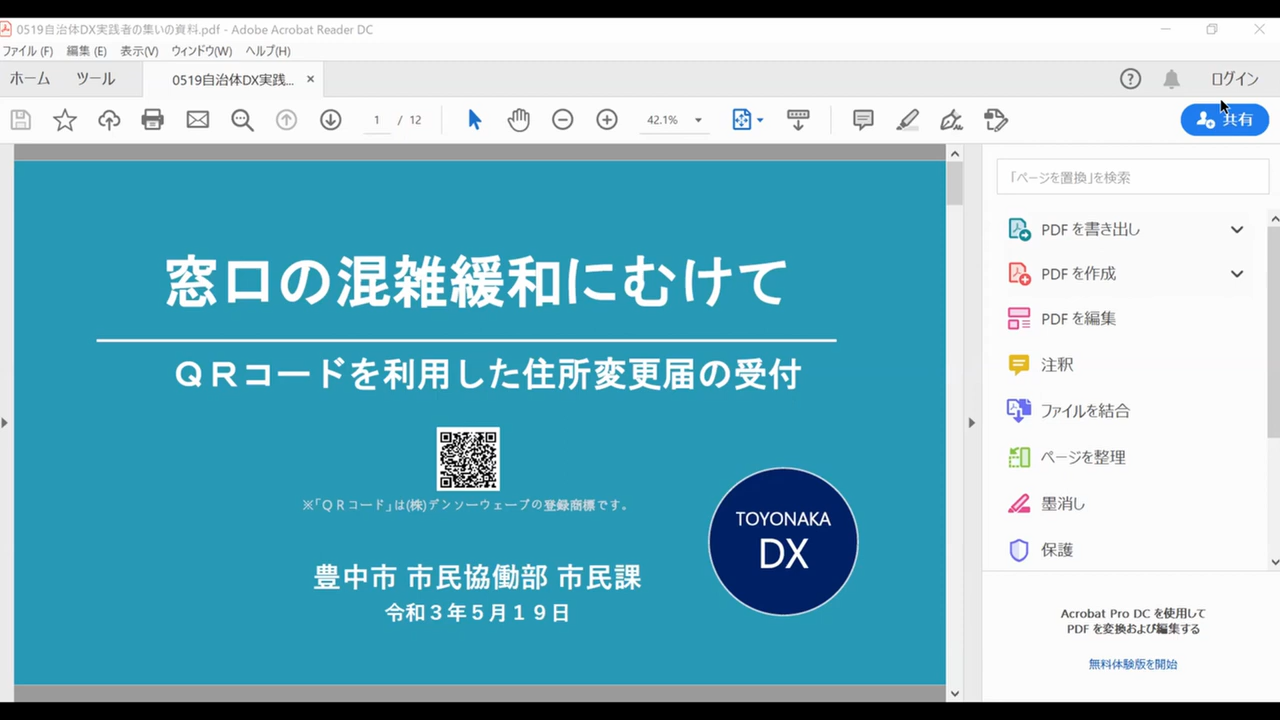 0519自治体DX実践者の集いの資料.pdf - Adobe Acrobat Reader DC
ファイル (F) 編集 (E) 表示(V) ウィンドウ(W) ヘルプ(H)
ホーム ツール 0519自治体DX実践... × ログイン
1 / 12 42.1% 共有
窓口の混雑緩和にむけて
QRコードを利用した住所変更届の受付
※「QRコード」は(株)デンソーウェーブの登録商標です。
TOYONAKA
DX
豊中市 市民協働部 市民課
令和3年5月19日
「ページを置換」を検索
PDF を書き出し
PDF を作成
PDF を編集
注釈
ファイルを結合
ページを整理
墨消し
保護
Acrobat Pro DC を使用して
PDF を変換および編集する
無料体験版を開始